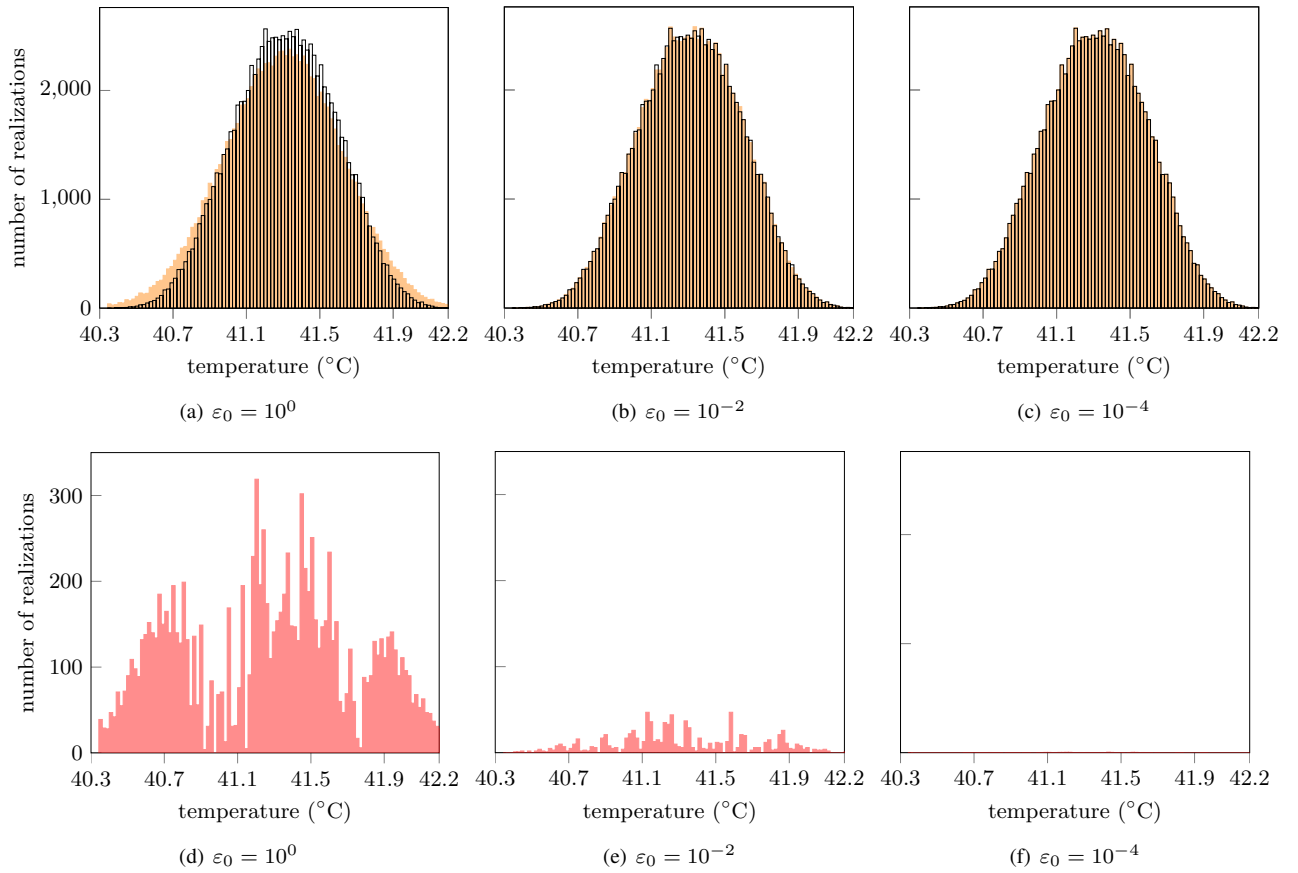 number of realizations
2,000
1,000
0
40.3 40.7 41.1 41.5 41.9 42.2
temperature (°C)
(a) ε₀ = 10⁰
40.3 40.7 41.1 41.5 41.9 42.2
temperature (°C)
(b) ε₀ = 10⁻²
40.3 40.7 41.1 41.5 41.9 42.2
temperature (°C)
(c) ε₀ = 10⁻⁴
number of realizations
300
200
100
0
40.3 40.7 41.1 41.5 41.9 42.2
temperature (°C)
(d) ε₀ = 10⁰
40.3 40.7 41.1 41.5 41.9 42.2
temperature (°C)
(e) ε₀ = 10⁻²
40.3 40.7 41.1 41.5 41.9 42.2
temperature (°C)
(f) ε₀ = 10⁻⁴